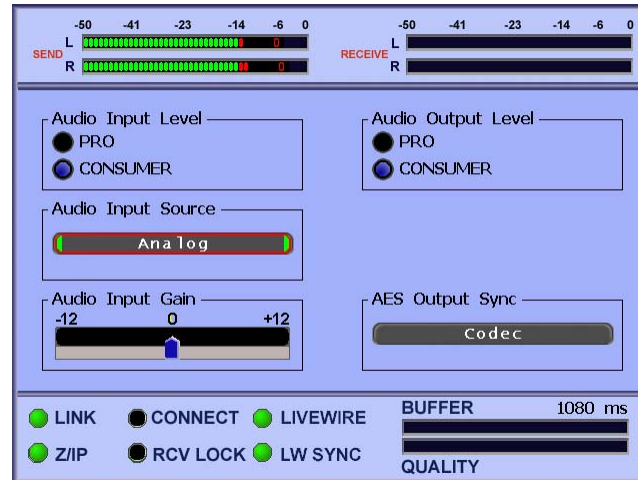 -50 -41 -23 -14 -6 0 -50 -41 -23 -14 -6 0
SEND L RECEIVE L
R R
Audio Input Level Audio Output Level
PRO PRO
CONSUMER CONSUMER
Audio Input Source
Analog
Audio Input Gain AES Output Sync
-12 0 +12
Codec
LINK CONNECT LIVEWIRE BUFFER 1080 ms
Z/IP RCV LOCK LW SYNC
QUALITY